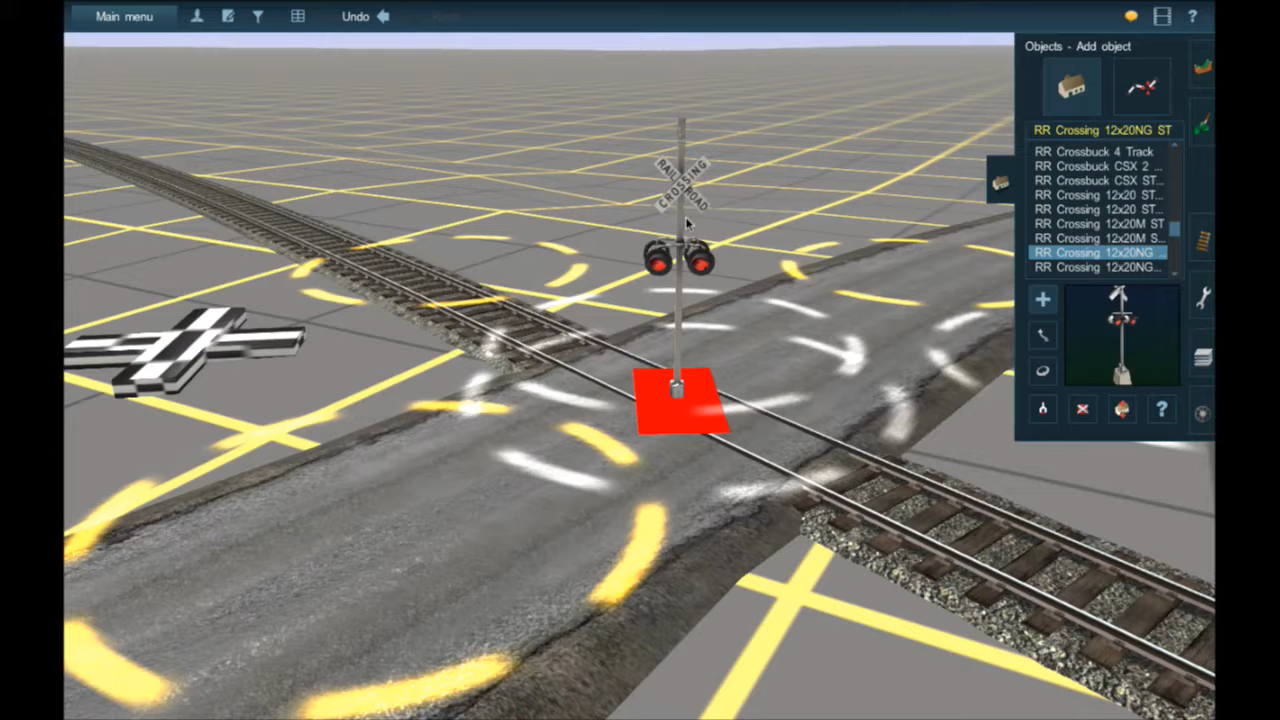 Main menu
Undo
?
Objects - Add object
RR Crossing 12x20NG ST
RR Crossbuck 4 Track
RR Crossbuck CSX 2 ...
RR Crossbuck CSX ST...
RR Crossing 12x20 ST...
RR Crossing 12x20 ST...
RR Crossing 12x20M ST
RR Crossing 12x20M S...
RR Crossing 12x20NG ...
RR Crossing 12x20NG...
?
RAILROAD
CROSSING